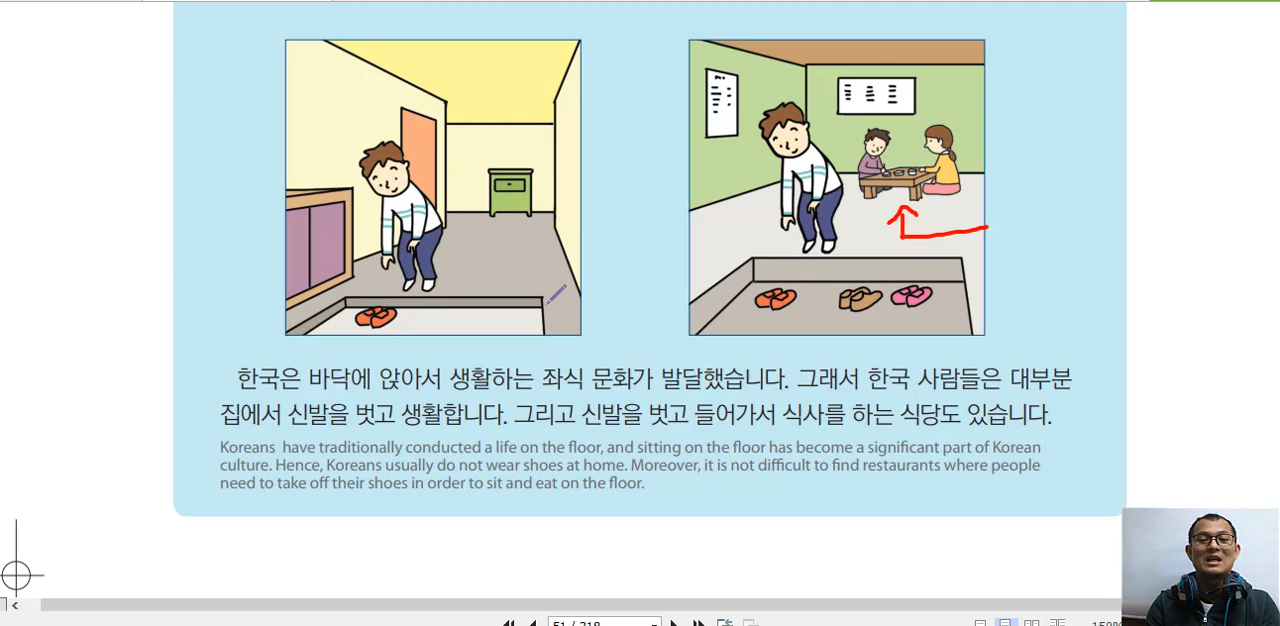 한국은 바닥에 앉아서 생활하는 좌식 문화가 발달했습니다. 그래서 한국 사람들은 대부분
집에서 신발을 벗고 생활합니다. 그리고 신발을 벗고 들어가서 식사를 하는 식당도 있습니다.
Koreans have traditionally conducted a life on the floor, and sitting on the floor has become a significant part of Korean
culture. Hence, Koreans usually do not wear shoes at home. Moreover, it is not difficult to find restaurants where people
need to take off their shoes in order to sit and eat on the floor.
51 / 218